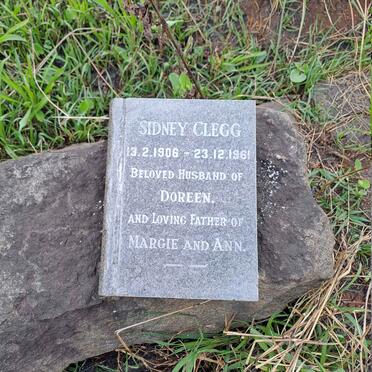 SIDNEY CLEGG
13.2.1906 - 23.12.1961
BELOVED HUSBAND OF
DOREEN,
AND LOVING FATHER OF
MARGIE AND ANN.